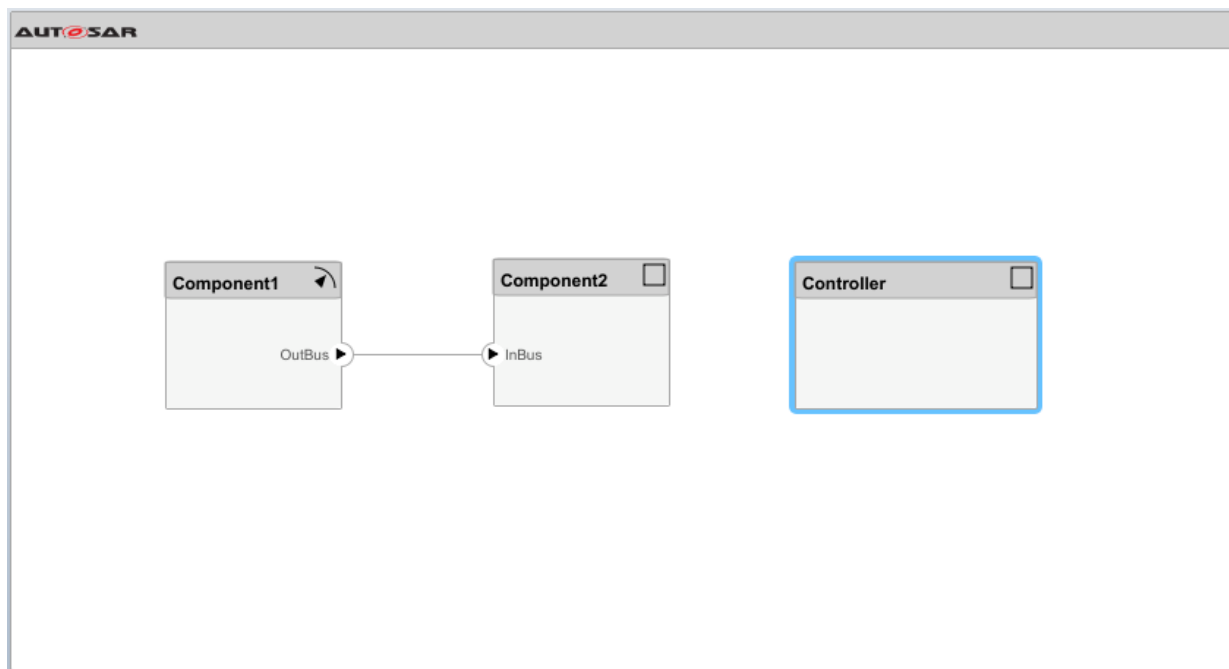 AUTOSAR
Component1
Component2
Controller
OutBus
InBus